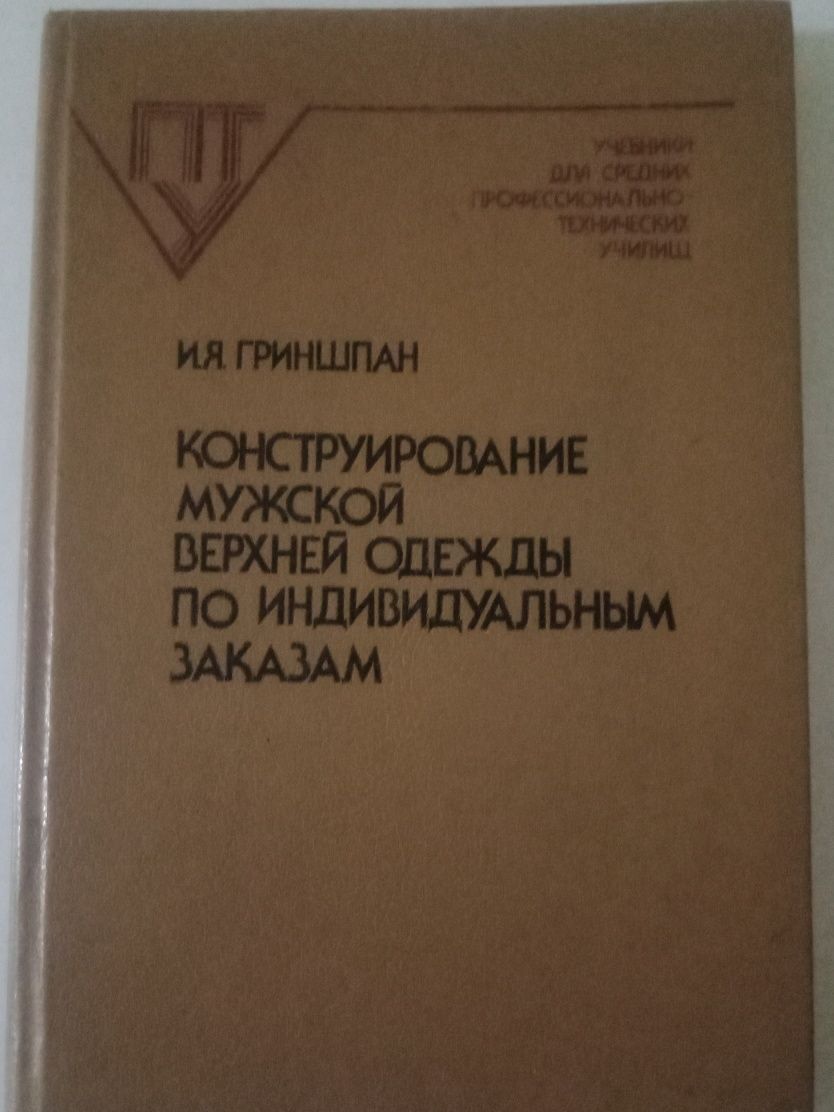 ПТУ
УЧЕБНИКИ
ДЛЯ СРЕДНИХ
ПРОФЕССИОНАЛЬНО-
ТЕХНИЧЕСКИХ
УЧИЛИЩ
И.Я. ГРИНШПАН
КОНСТРУИРОВАНИЕ
МУЖСКОЙ
ВЕРХНЕЙ ОДЕЖДЫ
ПО ИНДИВИДУАЛЬНЫМ
ЗАКАЗАМ